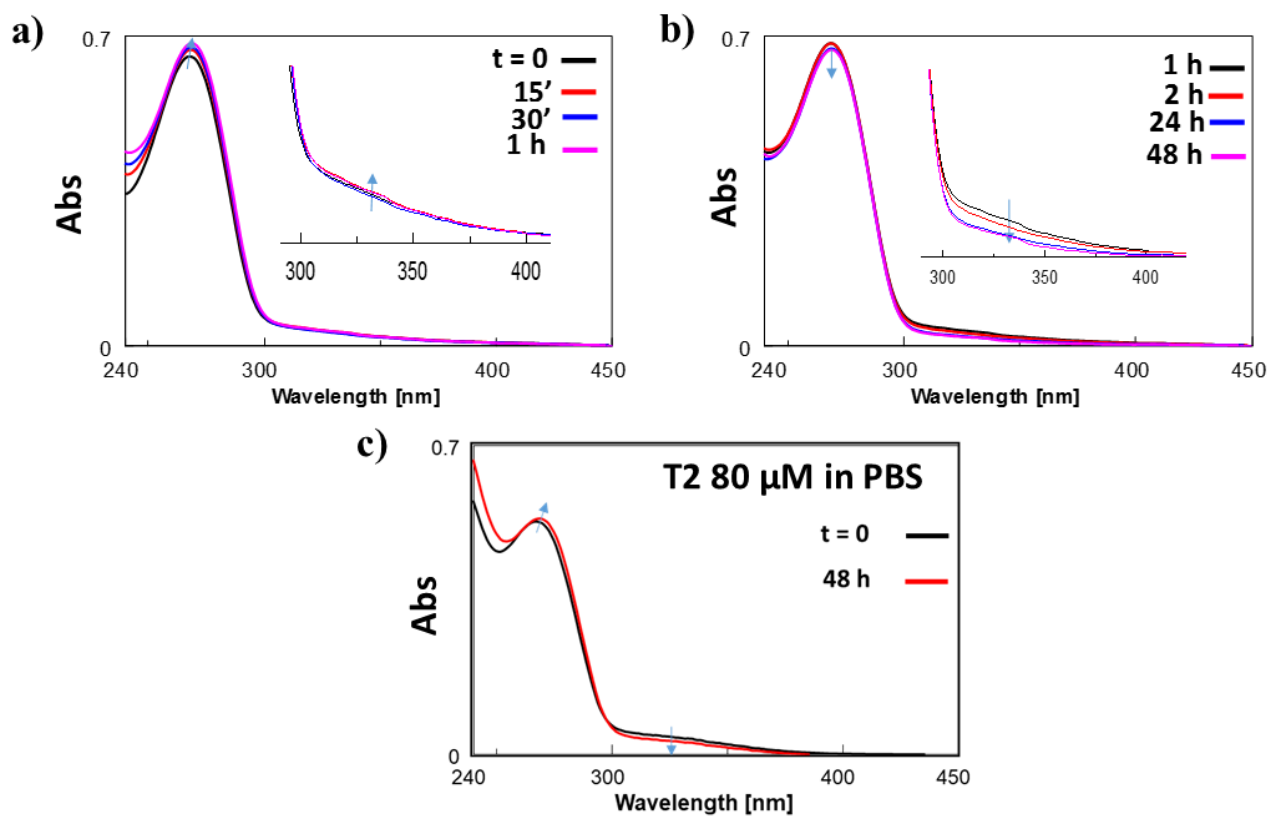 a)
0.7
Abs
0
240
300
400
450
Wavelength [nm]
t = 0
15’
30’
1 h
300
350
400
b)
0.7
Abs
0
240
300
400
450
Wavelength [nm]
1 h
2 h
24 h
48 h
300
350
400
c)
0.7
Abs
0
240
300
400
450
Wavelength [nm]
T2 80 µM in PBS
t = 0
48 h